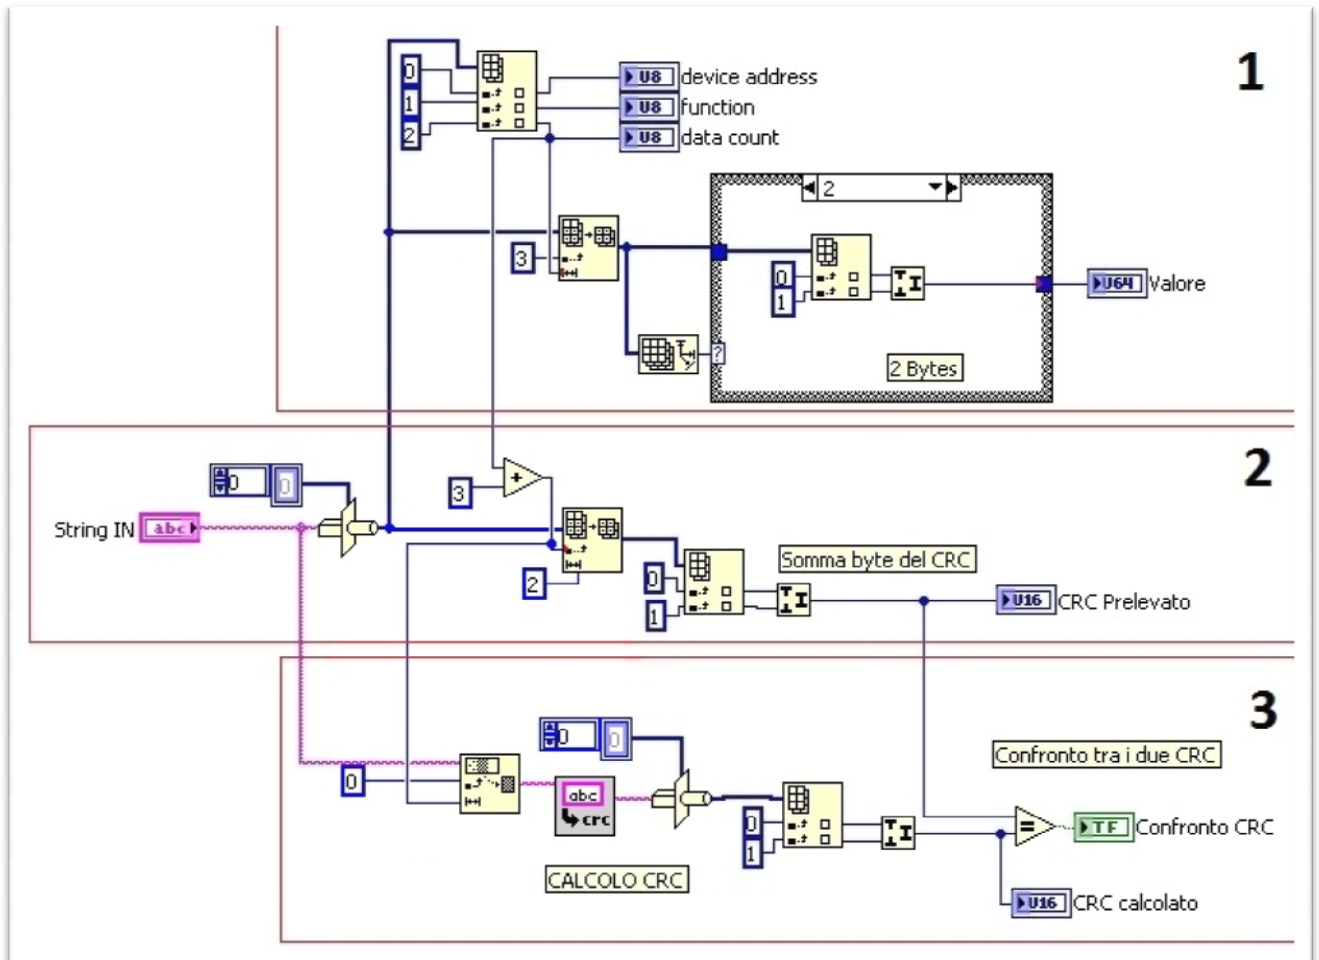 1
0
1
2
U8 device address
U8 function
U8 data count
2
3
0
1
U64 Valore
?
2 Bytes
2
0 0
3
+
String IN abc
2
0
1
Somma byte del CRC
U16 CRC Prelevato
3
0 0
Confronto tra i due CRC
0
abc
crc
0
1
=
TF Confronto CRC
CALCOLO CRC
U16 CRC calcolato